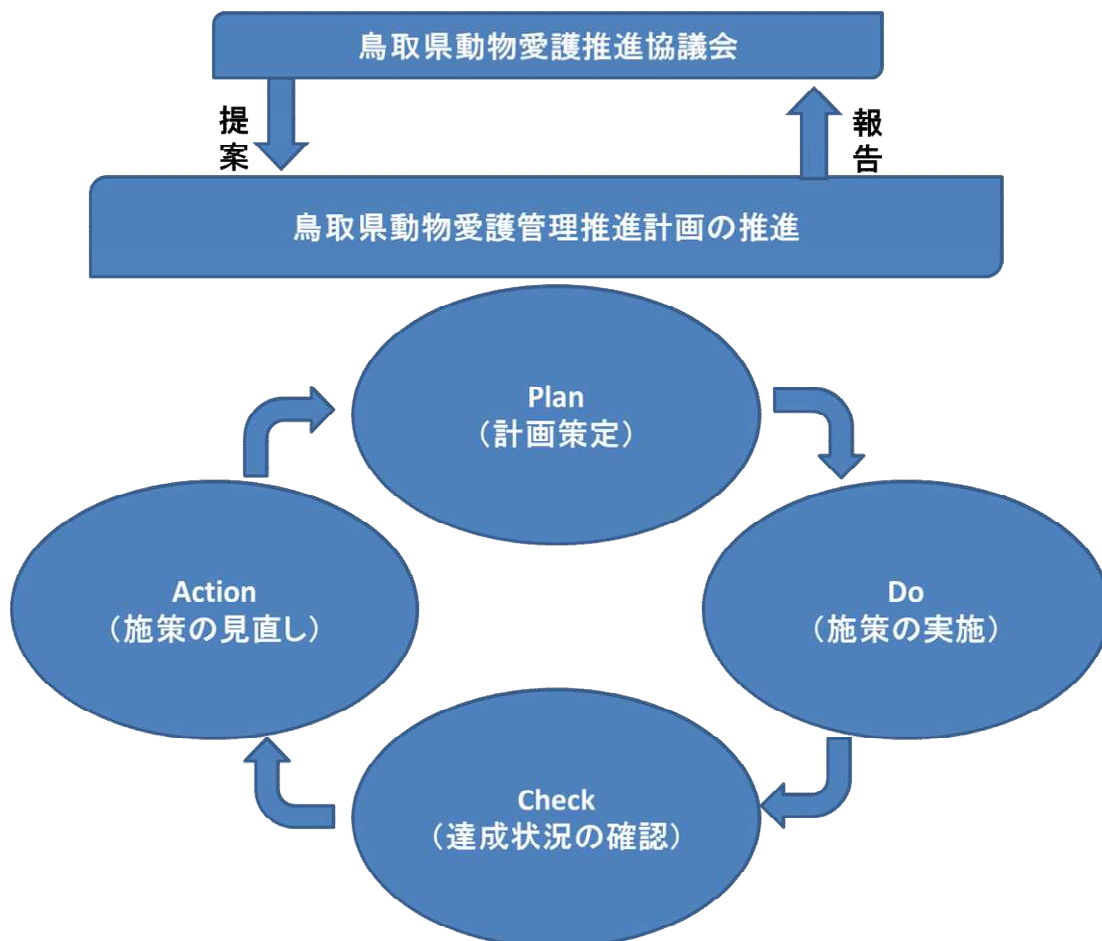 鳥取県動物愛護推進協議会
提案
報告
鳥取県動物愛護管理推進計画の推進
Plan
（計画策定）
Action
（施策の見直し）
Do
（施策の実施）
Check
（達成状況の確認）